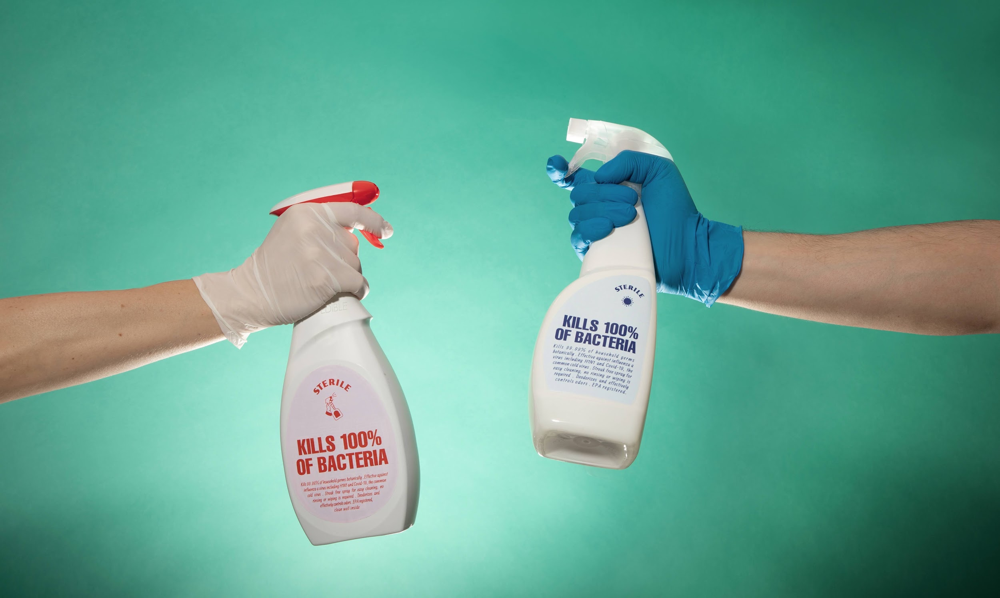 EDIBLE
STERILE
KILLS 100%
OF BACTERIA
Kills 99.99% of household germs botanically . Effective against
influenza a virus including H1N1 and Covid-19, the common
cold virus . Streak free spray for easy cleaning, no
rinsing or wiping is required . Deodorizes and
effectively controls odors . EPA registered,
clean well inside
STERILE
KILLS 100%
OF BACTERIA
Kills 99.99% of household germs
botanically . Effective against influenza a
virus including H1N1 and Covid-19, the
common cold virus . Streak free spray for
easy cleaning, no rinsing or wiping is
required . Deodorizes and effectively
controls odors . EPA registered.